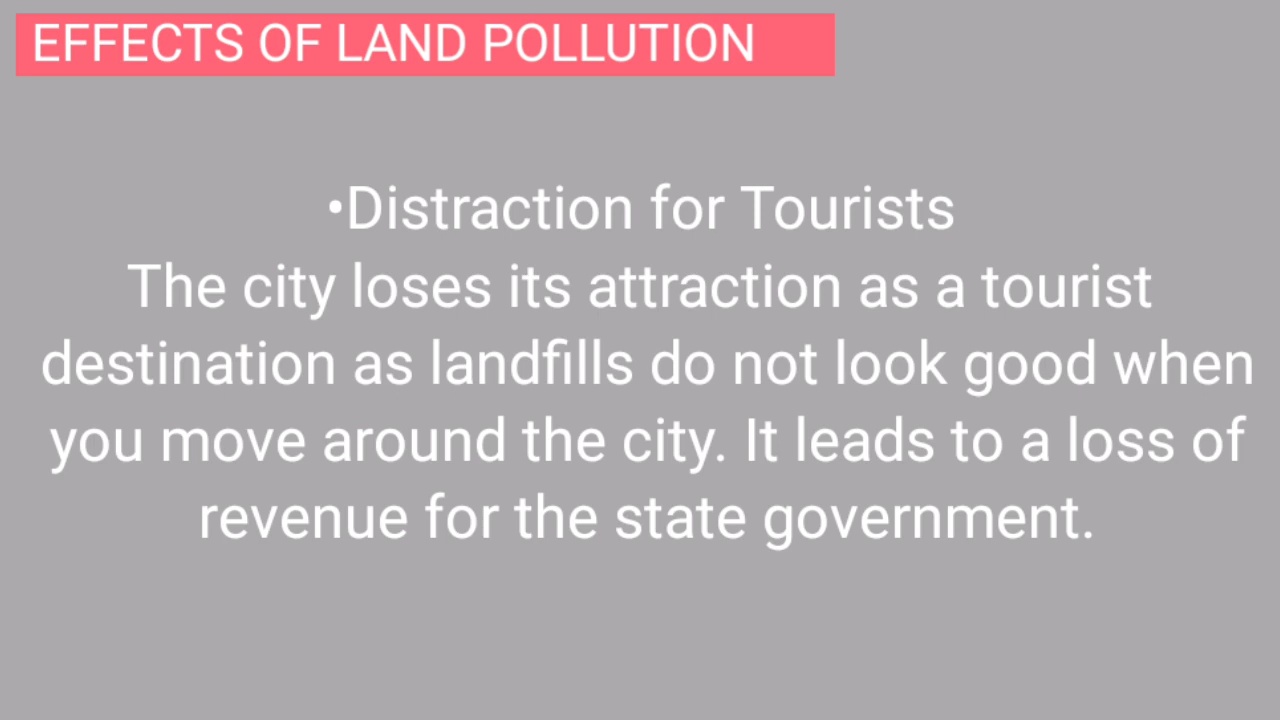 EFFECTS OF LAND POLLUTION
•Distraction for Tourists
The city loses its attraction as a tourist
destination as landfills do not look good when
you move around the city. It leads to a loss of
revenue for the state government.